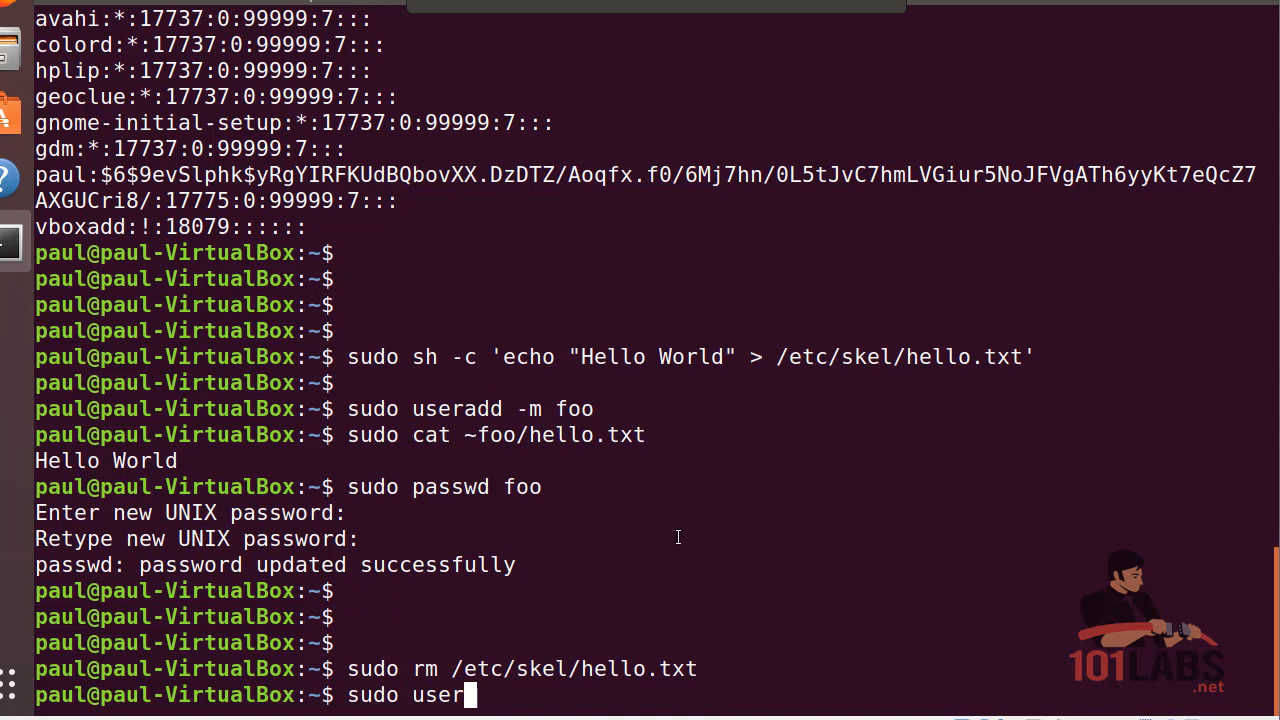 avahi:*:17737:0:99999:7:::
colord:*:17737:0:99999:7:::
hplip:*:17737:0:99999:7:::
geoclue:*:17737:0:99999:7:::
gnome-initial-setup:*:17737:0:99999:7:::
gdm:*:17737:0:99999:7:::
paul:$6$9evSlphk$yRgYIRFKUdBQbovXX.DzDTZ/Aoqfx.f0/6Mj7hn/0L5tJvC7hmLVGiur5NoJFVgATh6yyKt7eQcZ7
AXGUCri8/:17775:0:99999:7:::
vboxadd:!:18079::::::
paul@paul-VirtualBox:~$
paul@paul-VirtualBox:~$
paul@paul-VirtualBox:~$
paul@paul-VirtualBox:~$
paul@paul-VirtualBox:~$ sudo sh -c 'echo "Hello World" > /etc/skel/hello.txt'
paul@paul-VirtualBox:~$
paul@paul-VirtualBox:~$ sudo useradd -m foo
paul@paul-VirtualBox:~$ sudo cat ~foo/hello.txt
Hello World
paul@paul-VirtualBox:~$ sudo passwd foo
Enter new UNIX password:
Retype new UNIX password:
passwd: password updated successfully
paul@paul-VirtualBox:~$
paul@paul-VirtualBox:~$
paul@paul-VirtualBox:~$
paul@paul-VirtualBox:~$ sudo rm /etc/skel/hello.txt
paul@paul-VirtualBox:~$ sudo user
101LABS
.net